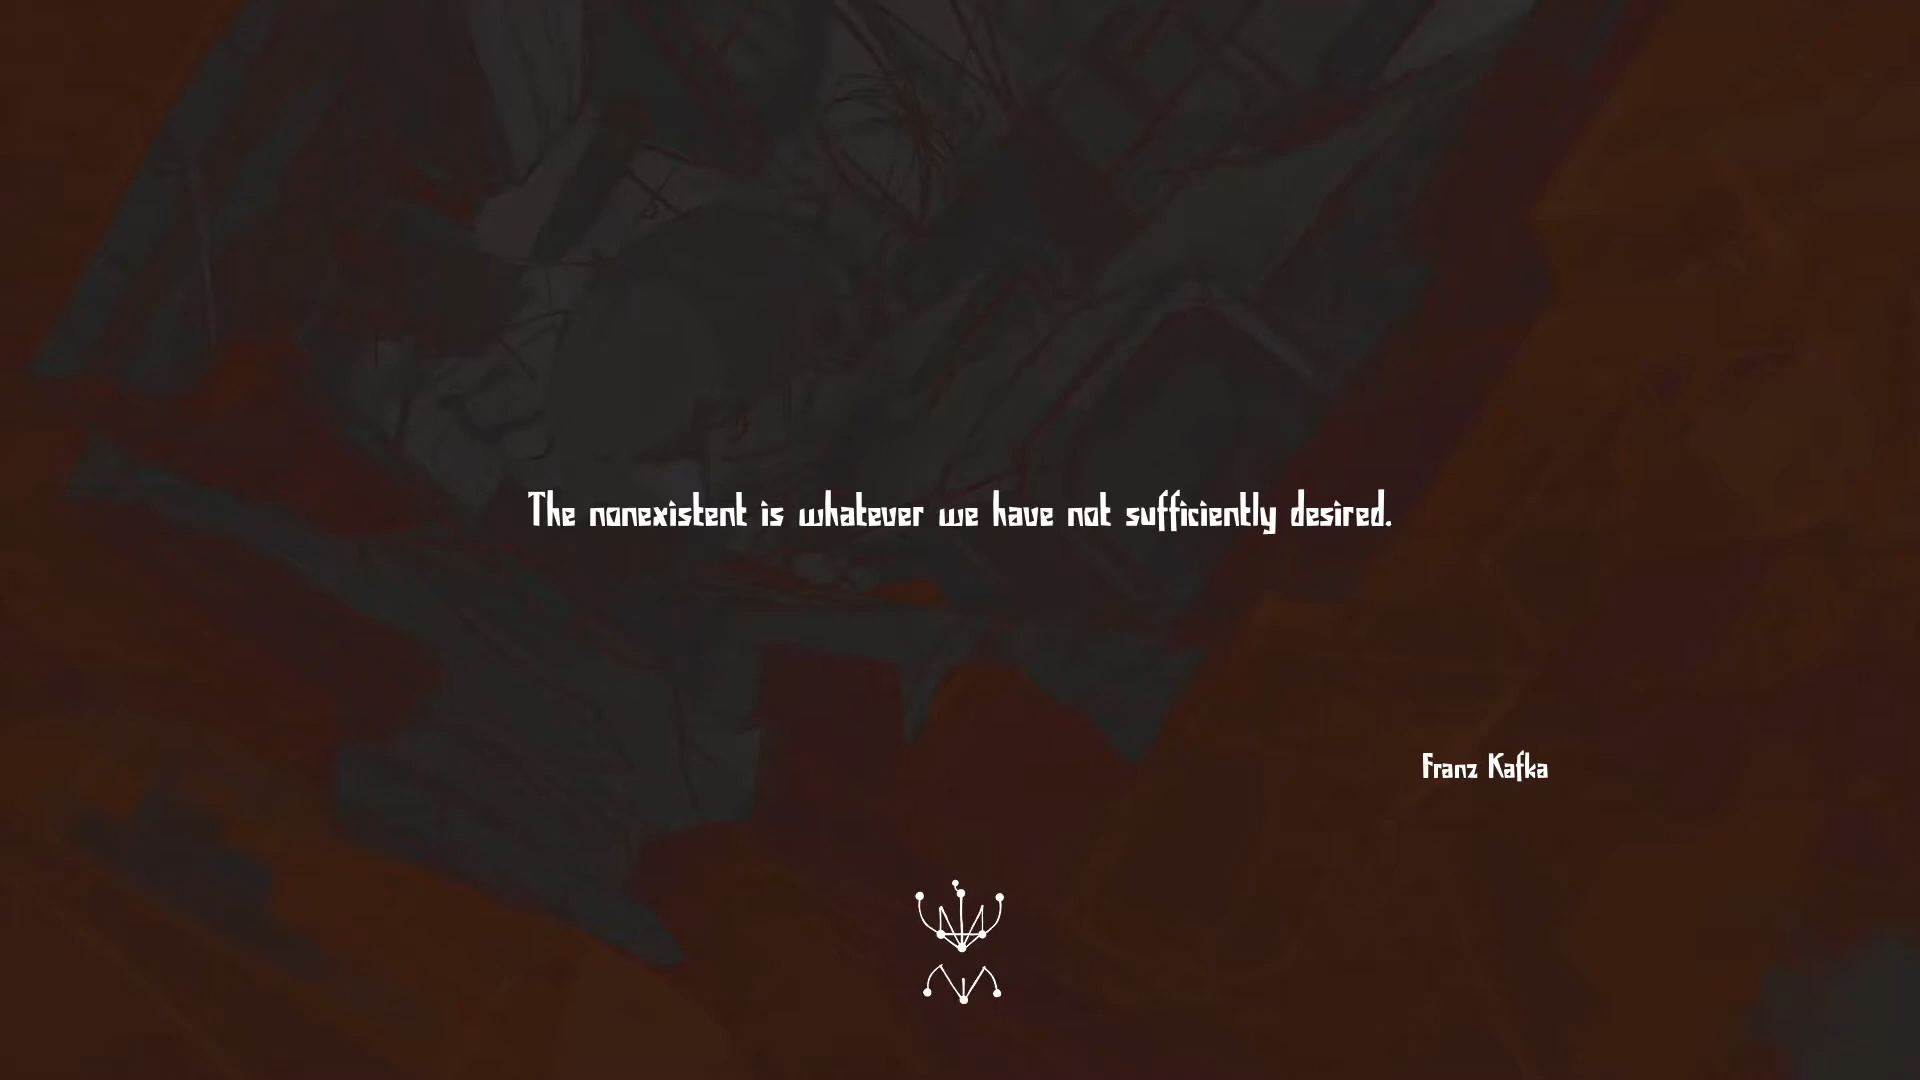 The nonexistent is whatever we have not sufficiently desired.
Franz Kafka